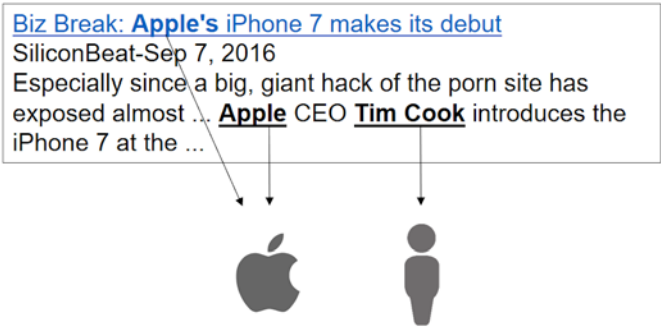 Biz Break: Apple's iPhone 7 makes its debut
SiliconBeat-Sep 7, 2016
Especially since a big, giant hack of the porn site has
exposed almost ... Apple CEO Tim Cook introduces the
iPhone 7 at the ...